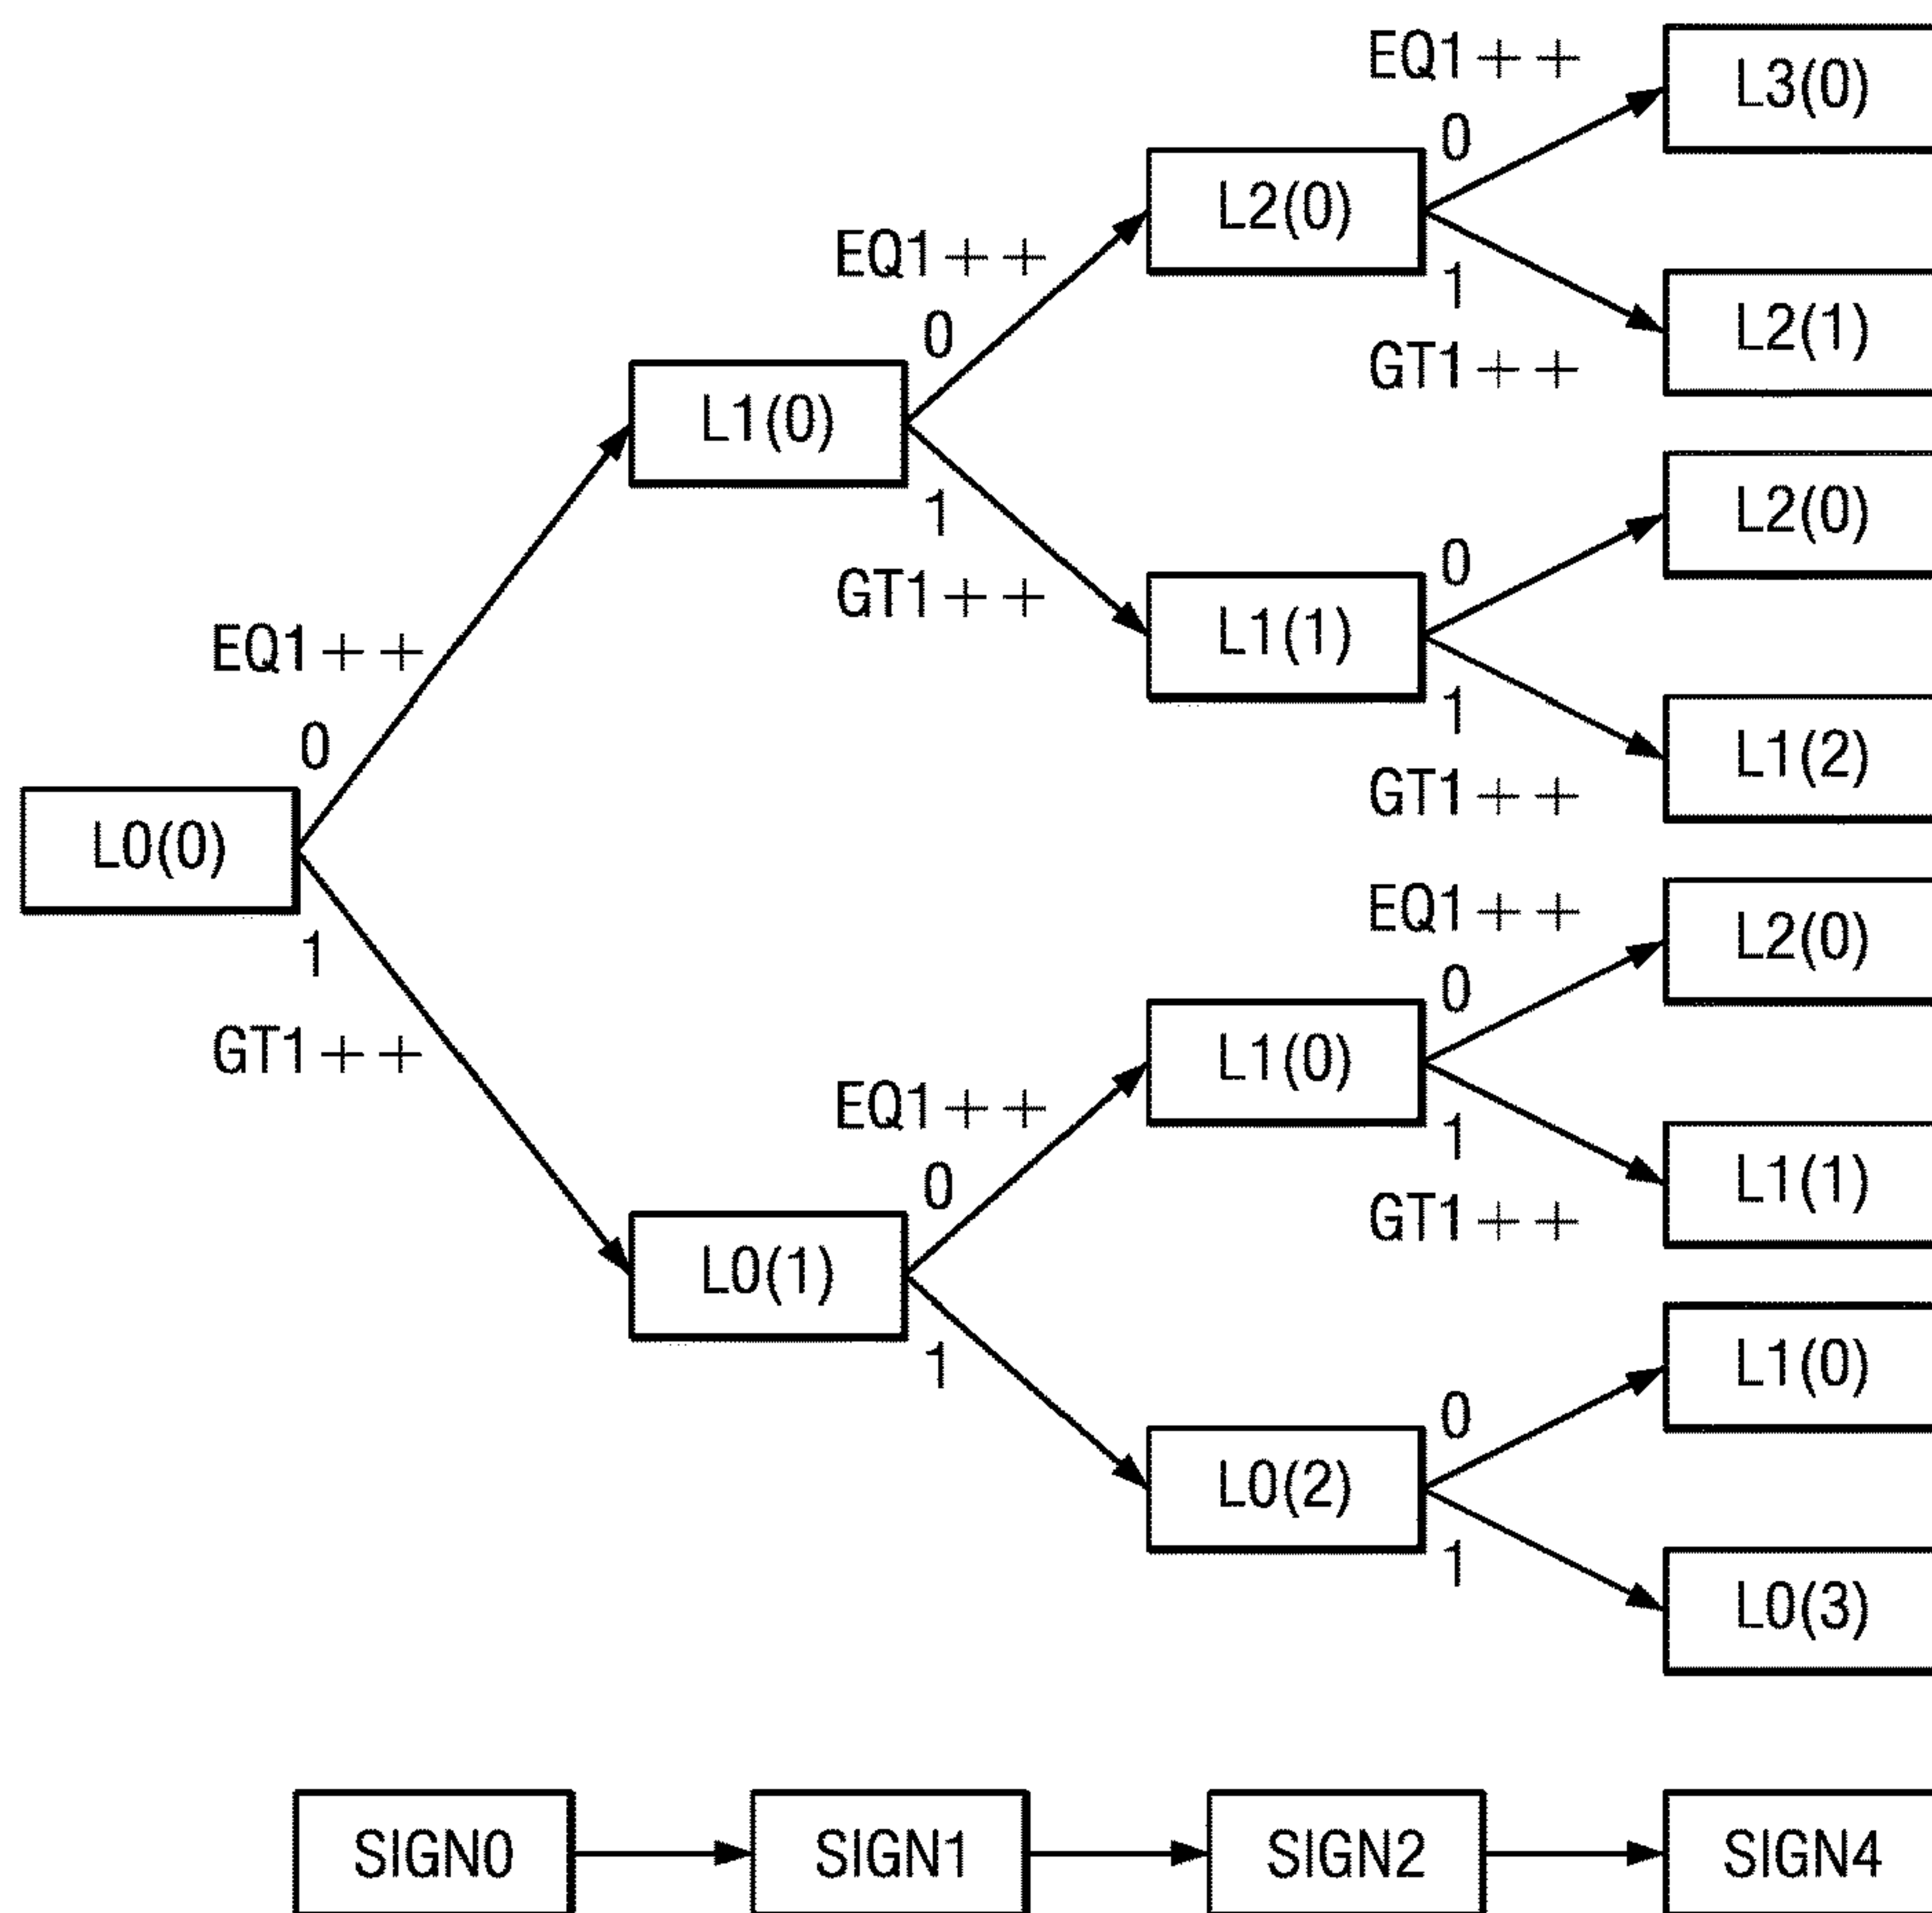 EQ1++
L3(0)
0
L2(0)
1
L2(1)
GT1++
EQ1++
0
L1(0)
1
GT1++
L2(0)
0
L1(1)
1
L1(2)
GT1++
EQ1++
0
L0(0)
1
GT1++
EQ1++
L2(0)
0
L1(0)
1
L1(1)
GT1++
EQ1++
0
L0(1)
1
L1(0)
0
L0(2)
1
L0(3)
SIGN0
SIGN1
SIGN2
SIGN4